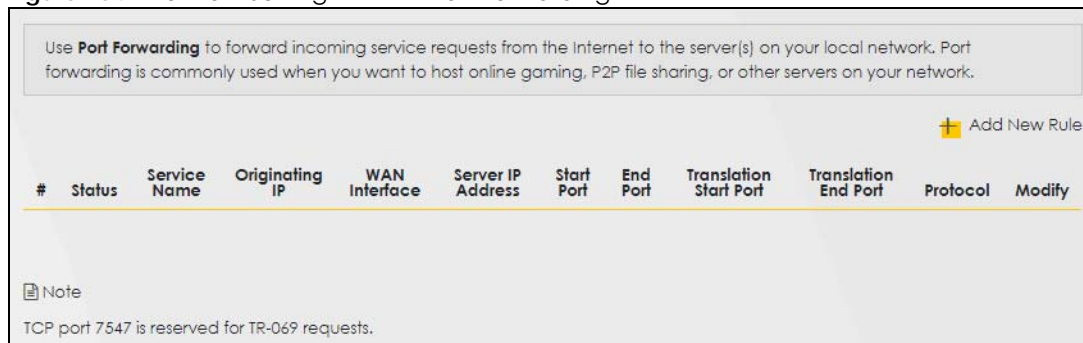 Use Port Forwarding to forward incoming service requests from the Internet to the server(s) on your local network. Port
forwarding is commonly used when you want to host online gaming, P2P file sharing, or other servers on your network.
+ Add New Rule
# Status Service Name Originating IP WAN Interface Server IP Address Start Port End Port Translation Start Port Translation End Port Protocol Modify
Note
TCP port 7547 is reserved for TR-069 requests.